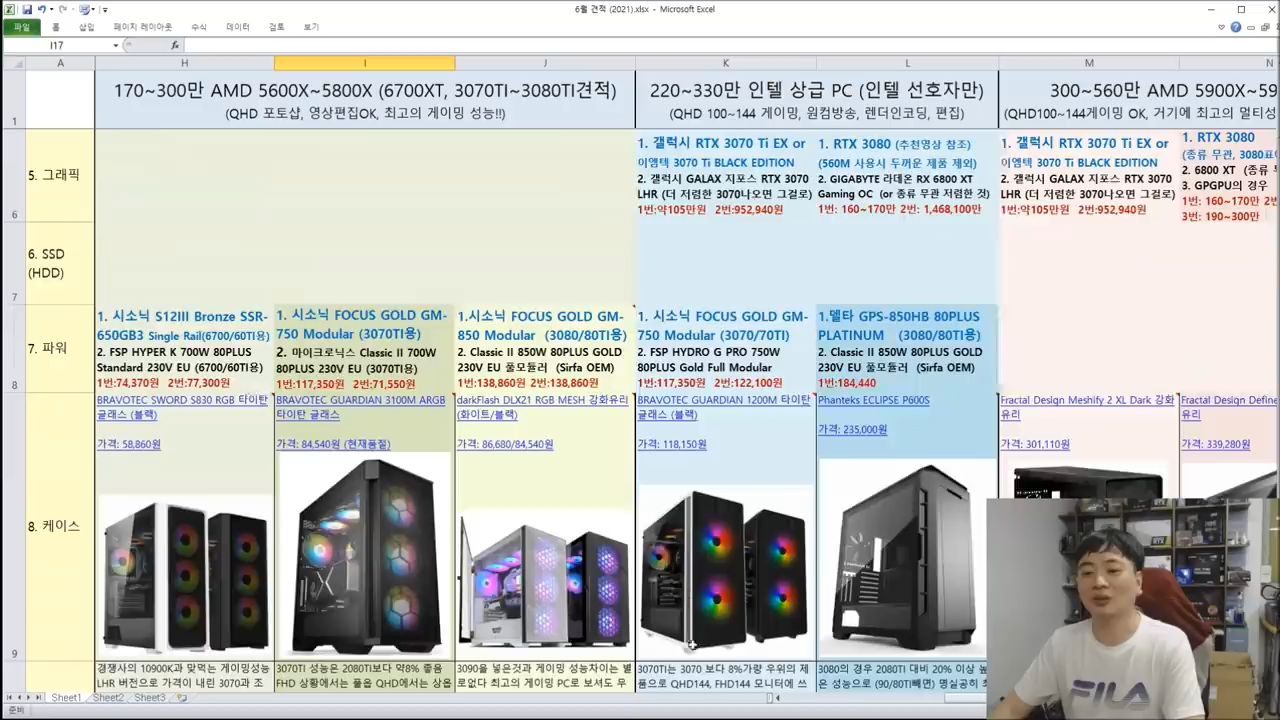 6월 견적 (2021).xlsx - Microsoft Excel
파일 홈 삽입 페이지 레이아웃 수식 데이터 검토 보기
I17 fx
A H I J K L M N
1
170~300만 AMD 5600X~5800X (6700XT, 3070TI~3080TI견적)
(QHD 포토샵, 영상편집OK, 최고의 게이밍 성능!!)
220~330만 인텔 상급 PC (인텔 선호자만)
(QHD 100~144 게이밍, 원컴방송, 렌더인코딩, 편집)
300~560만 AMD 5900X~59
(QHD100~144게이밍 OK, 거기에 최고의 멀티성
5. 그래픽
6
1. 갤럭시 RTX 3070 Ti EX or
이엠텍 3070 Ti BLACK EDITION
2. 갤럭시 GALAX 지포스 RTX 3070
LHR (더 저렴한 3070나오면 그걸로)
1번:약105만원 2번:952,940원
1. RTX 3080 (추천영상 참조)
(560M 사용시 두꺼운 제품 제외)
2. GIGABYTE 라데온 RX 6800 XT
Gaming OC (or 종류 무관 저렴한 것)
1번: 160~170만 2번: 1,468,100만
1. 갤럭시 RTX 3070 Ti EX or
이엠텍 3070 Ti BLACK EDITION
2. 갤럭시 GALAX 지포스 RTX 3070
LHR (더 저렴한 3070나오면 그걸로)
1번:약105만원 2번:952,940원
1. RTX 3080
(종류 무관, 3080표
2. 6800 XT (종류
3. GPGPU의 경우
1번: 160~170만 2번
3번: 190~300만
6. SSD
(HDD)
7
7. 파워
8
1. 시소닉 S12III Bronze SSR-
650GB3 Single Rail(6700/60TI용)
2. FSP HYPER K 700W 80PLUS
Standard 230V EU (6700/60TI용)
1번:74,370원 2번:77,300원
1. 시소닉 FOCUS GOLD GM-
750 Modular (3070TI용)
2. 마이크로닉스 Classic II 700W
80PLUS 230V EU (3070TI용)
1번:117,350원 2번:71,550원
1.시소닉 FOCUS GOLD GM-
850 Modular (3080/80TI용)
2. Classic II 850W 80PLUS GOLD
230V EU 풀모듈러 (Sirfa OEM)
1번:138,860원 2번:138,860원
1. 시소닉 FOCUS GOLD GM-
750 Modular (3070/70TI)
2. FSP HYDRO G PRO 750W
80PLUS Gold Full Modular
1번:117,350원 2번:122,100원
1.델타 GPS-850HB 80PLUS
PLATINUM (3080/80TI용)
2. Classic II 850W 80PLUS GOLD
230V EU 풀모듈러 (Sirfa OEM)
1번:184,440
8. 케이스
9
BRAVOTEC SWORD S830 RGB 타이탄
글래스 (블랙)
가격: 58,860원
BRAVOTEC GUARDIAN 3100M ARGB
타이탄 글래스
가격: 84,540원 (현재품절)
darkFlash DLX21 RGB MESH 강화유리
(화이트/블랙)
가격: 86,680/84,540원
BRAVOTEC GUARDIAN 1200M 타이탄
글래스 (블랙)
가격: 118,150원
Phanteks ECLIPSE P600S
가격: 235,000원
Fractal Design Meshify 2 XL Dark 강화
유리
가격: 301,110원
Fractal Design Define
유리
가격: 339,280원
경쟁사의 10900K과 맞먹는 게이밍성능
LHR 버전으로 가격이 내린 3070과 조
3070TI 성능은 2080TI보다 약8% 좋음
FHD 상황에서는 풀옵 QHD에서는 상옵
3090을 넣은것과 게이밍 성능차이는 별
로없다 최고의 게이밍 PC로 보셔도 무
3070TI는 3070 보다 8%가량 우위의 제
품으로 QHD144, FHD144 모니터에 쓰
3080의 경우 2080TI 대비 20% 이상 높
은 성능으로 (90/80TI빼면) 명실공히 최
Sheet1 Sheet2 Sheet3
준비
FILA